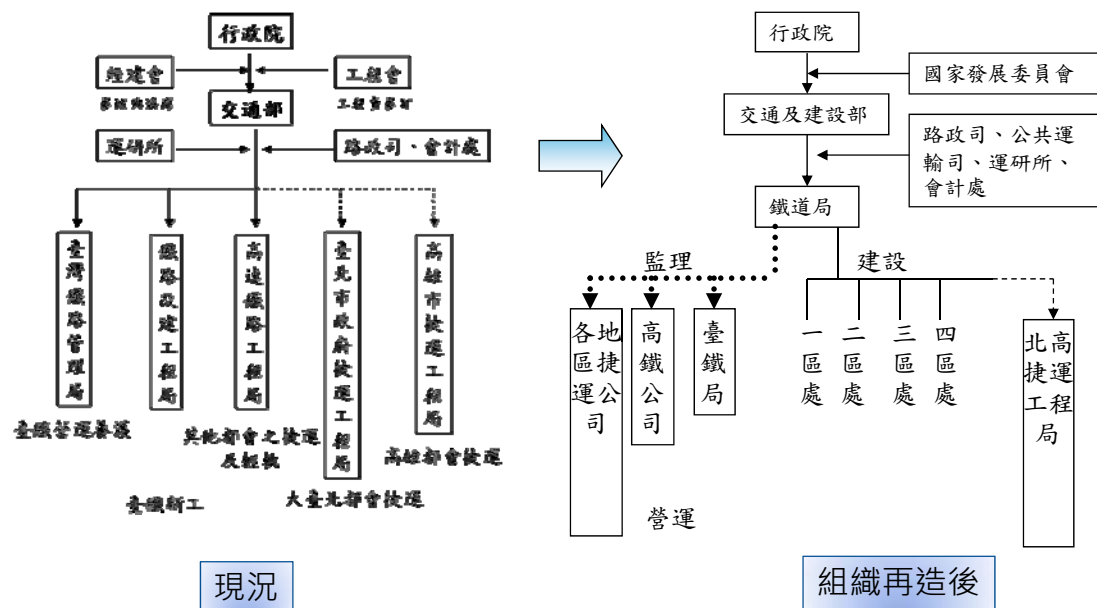 行政院
經建會
工程會
交通部
運研所
路政司、會計處
臺灣鐵路管理局
鐵路改建工程局
高速鐵路工程局
臺北市政府捷運工程局
高雄市捷運工程局
臺鐵營運養護
其他都會之捷運
及輕軌
高雄都會捷運
臺鐵新工
大臺北都會捷運
現況
行政院
國家發展委員會
交通及建設部
路政司、公共運
輸司、運研所、
會計處
鐵道局
監理
建設
各地
區捷
運公
司
高鐵公司
臺鐵局
一區處
二區處
三區處
四區處
北高
捷運
工程
局
營運
組織再造後